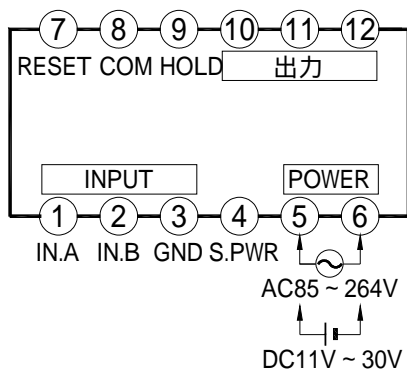 7 8 9 10 11 12
RESET COM HOLD 出力
INPUT POWER
1 2 3 4 5 6
IN.A IN.B GND S.PWR
AC85 ~ 264V
DC11V ~ 30V